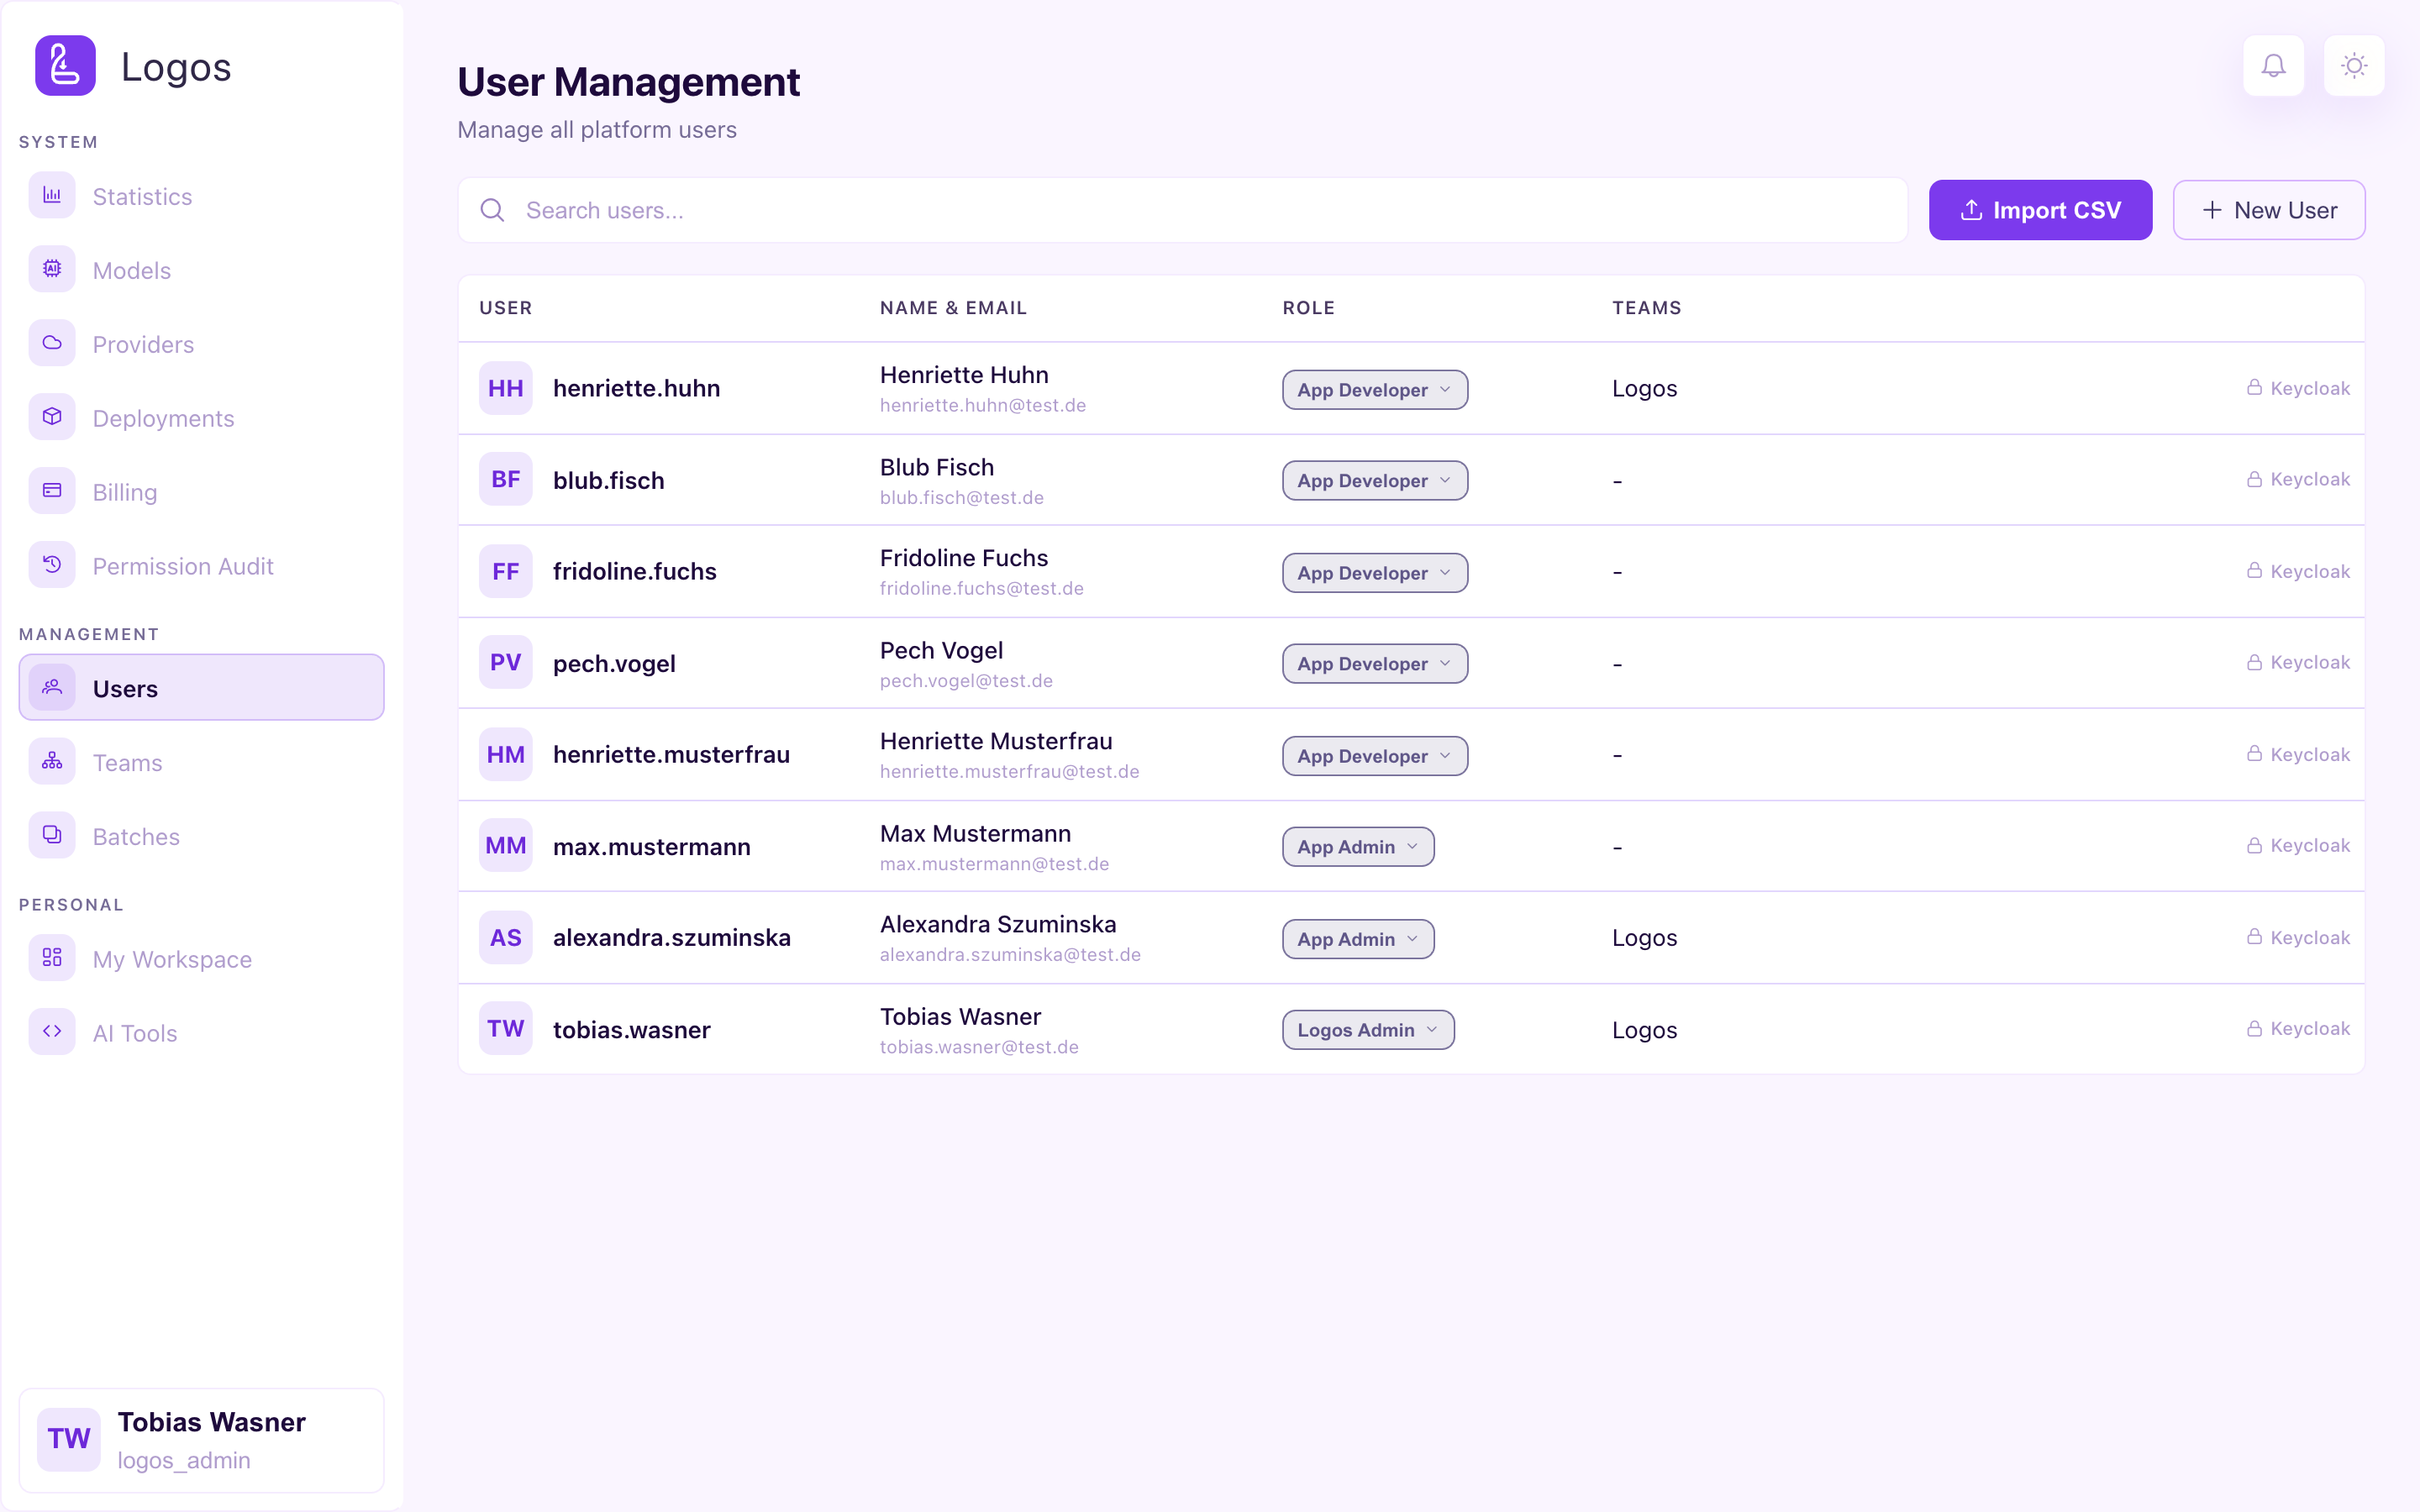 Logos
SYSTEM
Statistics
Models
Providers
Deployments
Billing
Permission Audit
MANAGEMENT
Users
Teams
Batches
PERSONAL
My Workspace
AI Tools
TW
Tobias Wasner
logos_admin
User Management
Manage all platform users
Search users...
Import CSV
New User
USER NAME & EMAIL ROLE TEAMS
HH henriette.huhn Henriette Huhn App Developer Logos Keycloak
henriette.huhn@test.de
BF blub.fisch Blub Fisch App Developer - Keycloak
blub.fisch@test.de
FF fridoline.fuchs Fridoline Fuchs App Developer - Keycloak
fridoline.fuchs@test.de
PV pech.vogel Pech Vogel App Developer - Keycloak
pech.vogel@test.de
HM henriette.musterfrau Henriette Musterfrau App Developer - Keycloak
henriette.musterfrau@test.de
MM max.mustermann Max Mustermann App Admin - Keycloak
max.mustermann@test.de
AS alexandra.szuminska Alexandra Szuminska App Admin Logos Keycloak
alexandra.szuminska@test.de
TW tobias.wasner Tobias Wasner Logos Admin Logos Keycloak
tobias.wasner@test.de